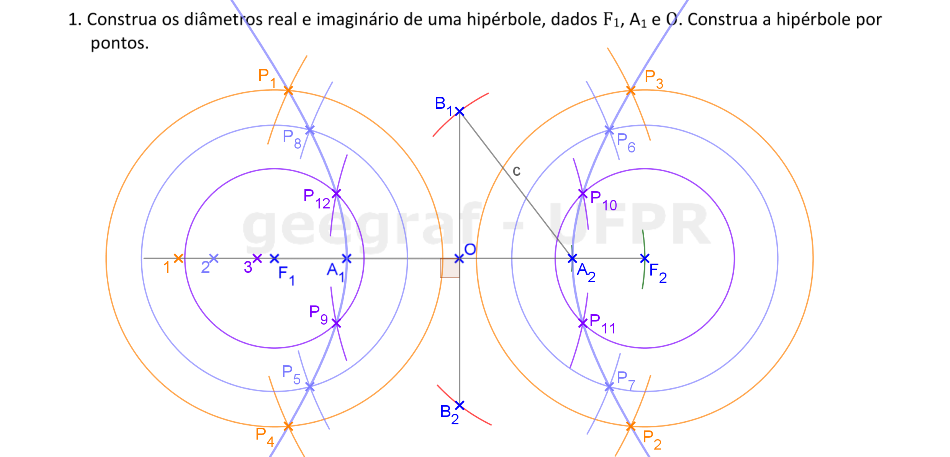 1. Construa os diâmetros real e imaginário de uma hipérbole, dados F₁, A₁ e O. Construa a hipérbole por
pontos.
P₁ P₃
B₁
P₈ P₆
c
P₁₂ P₁₀
geegraf - UFPR
O
1 2 3 F₁ A₁ A₂ F₂
P₉ P₁₁
P₅ P₇
B₂
P₄ P₂